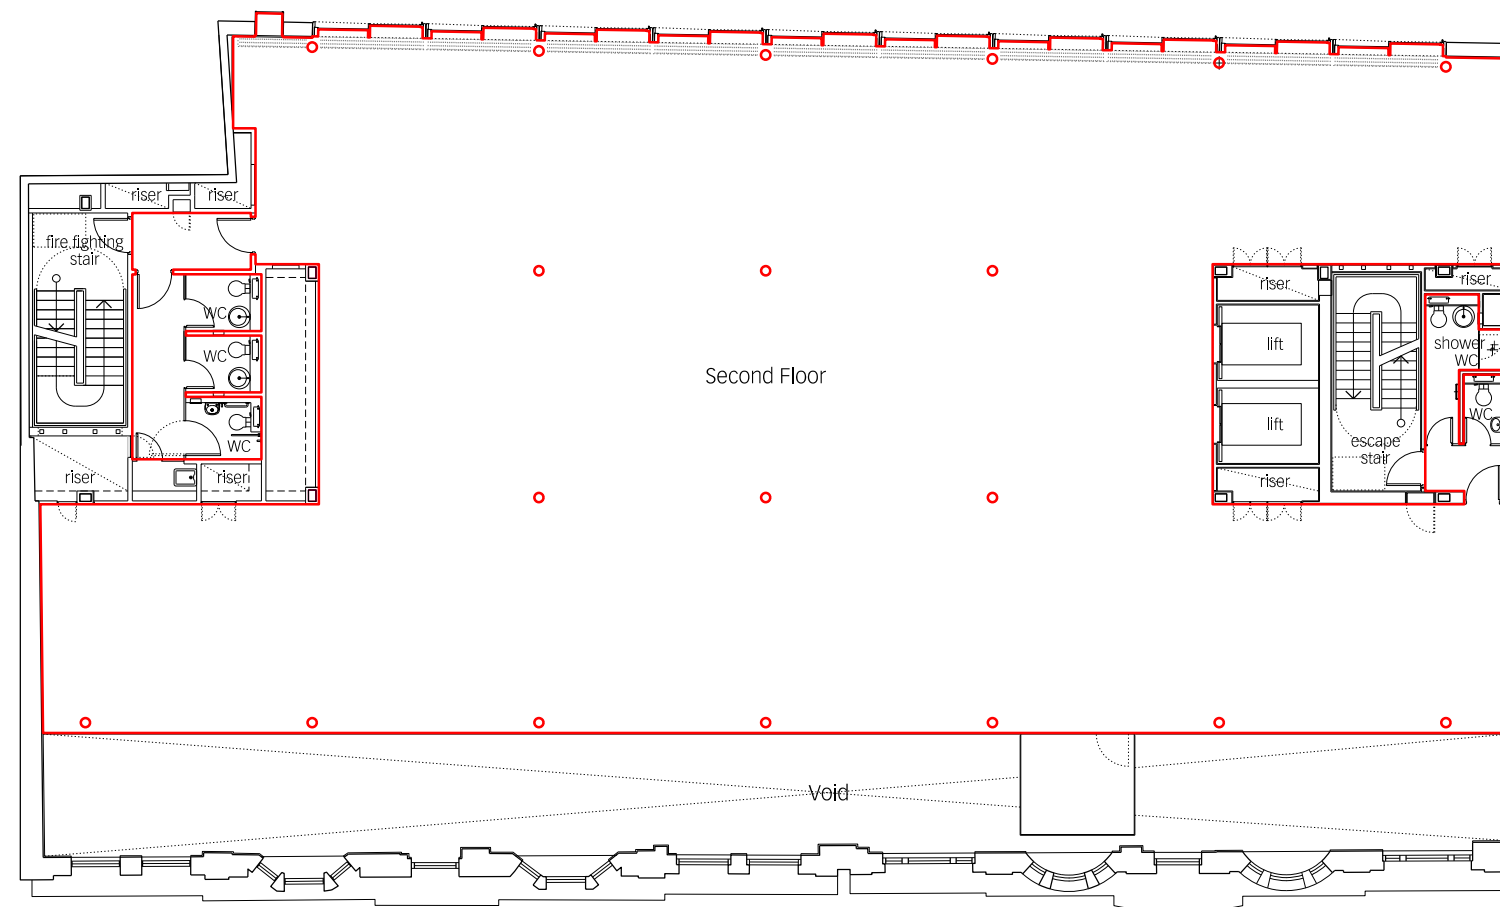 riser
riser
fire fighting
stair
WC
WC
WC
riser
riser
Second Floor
riser
lift
lift
riser
escape
stair
riser
shower
WC
WC
Void